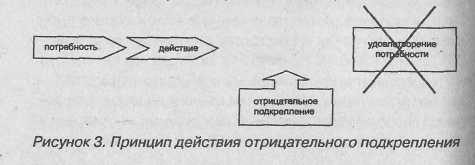 потребность
действие
удовлетворение
потребности
отрицательное
подкрепление
Рисунок 3. Принцип действия отрицательного подкрепления